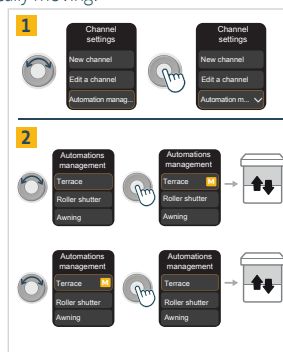 cally moving.
1
Channel
settings
New channel
Edit a channel
Automation manag...
Channel
settings
New channel
Edit a channel
Automation m...
2
Automations
management
Terrace
Roller shutter
Awning
Automations
management
Terrace M
Roller shutter
Awning
Automations
management
Terrace M
Roller shutter
Awning
Automations
management
Terrace
Roller shutter
Awning